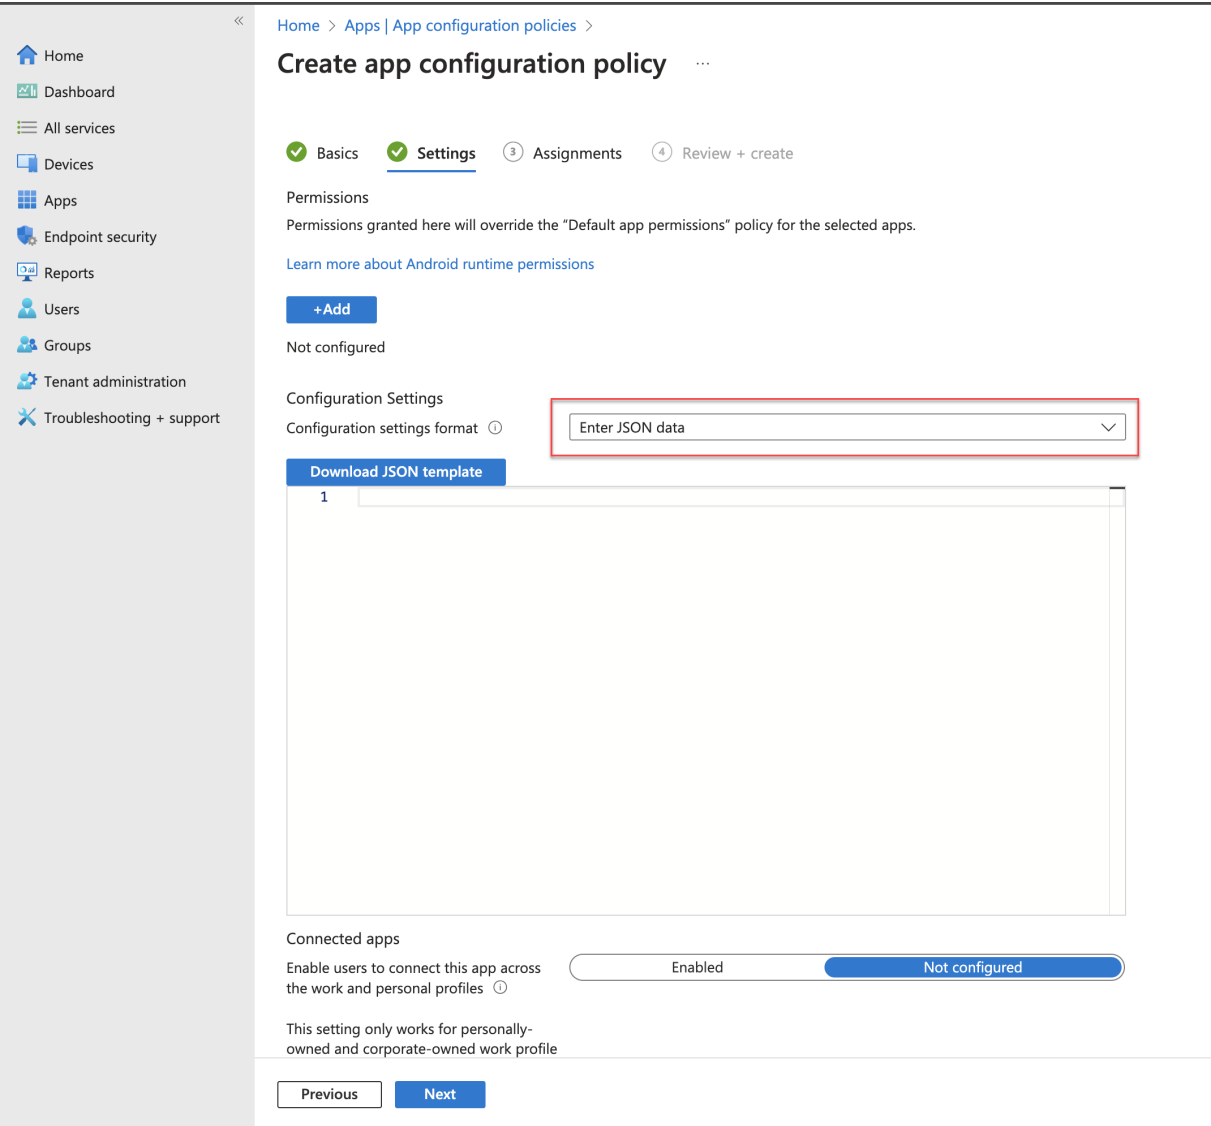 «
Home
Dashboard
All services
Devices
Apps
Endpoint security
Reports
Users
Groups
Tenant administration
Troubleshooting + support
Home > Apps | App configuration policies >
Create app configuration policy ...
Basics Settings 3 Assignments 4 Review + create
Permissions
Permissions granted here will override the “Default app permissions” policy for the selected apps.
Learn more about Android runtime permissions
+Add
Not configured
Configuration Settings
Configuration settings format
Enter JSON data
Download JSON template
1
Connected apps
Enable users to connect this app across
the work and personal profiles
Enabled Not configured
This setting only works for personally-
owned and corporate-owned work profile
Previous Next